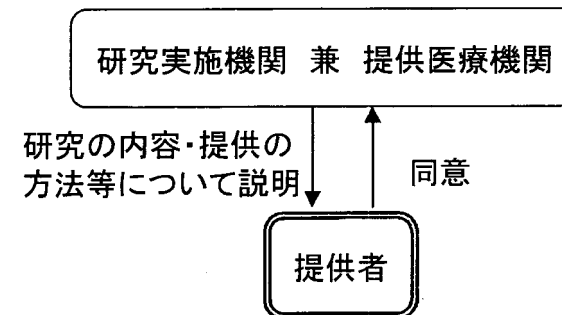 研究実施機関 兼 提供医療機関
研究の内容・提供の
方法等について説明
同意
提供者